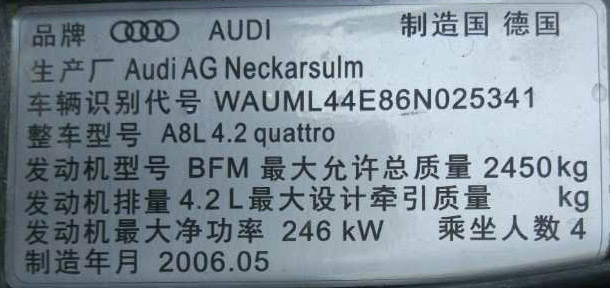 品牌 AUDI 制造国 德国
生产厂 Audi AG Neckarsulm
车辆识别代号 WAUML44E86N025341
整车型号 A8L 4.2 quattro
发动机型号 BFM 最大允许总质量 2450kg
发动机排量 4.2 L最大设计牵引质量 kg
发动机最大净功率 246 kW 乘坐人数 4
制造年月 2006.05